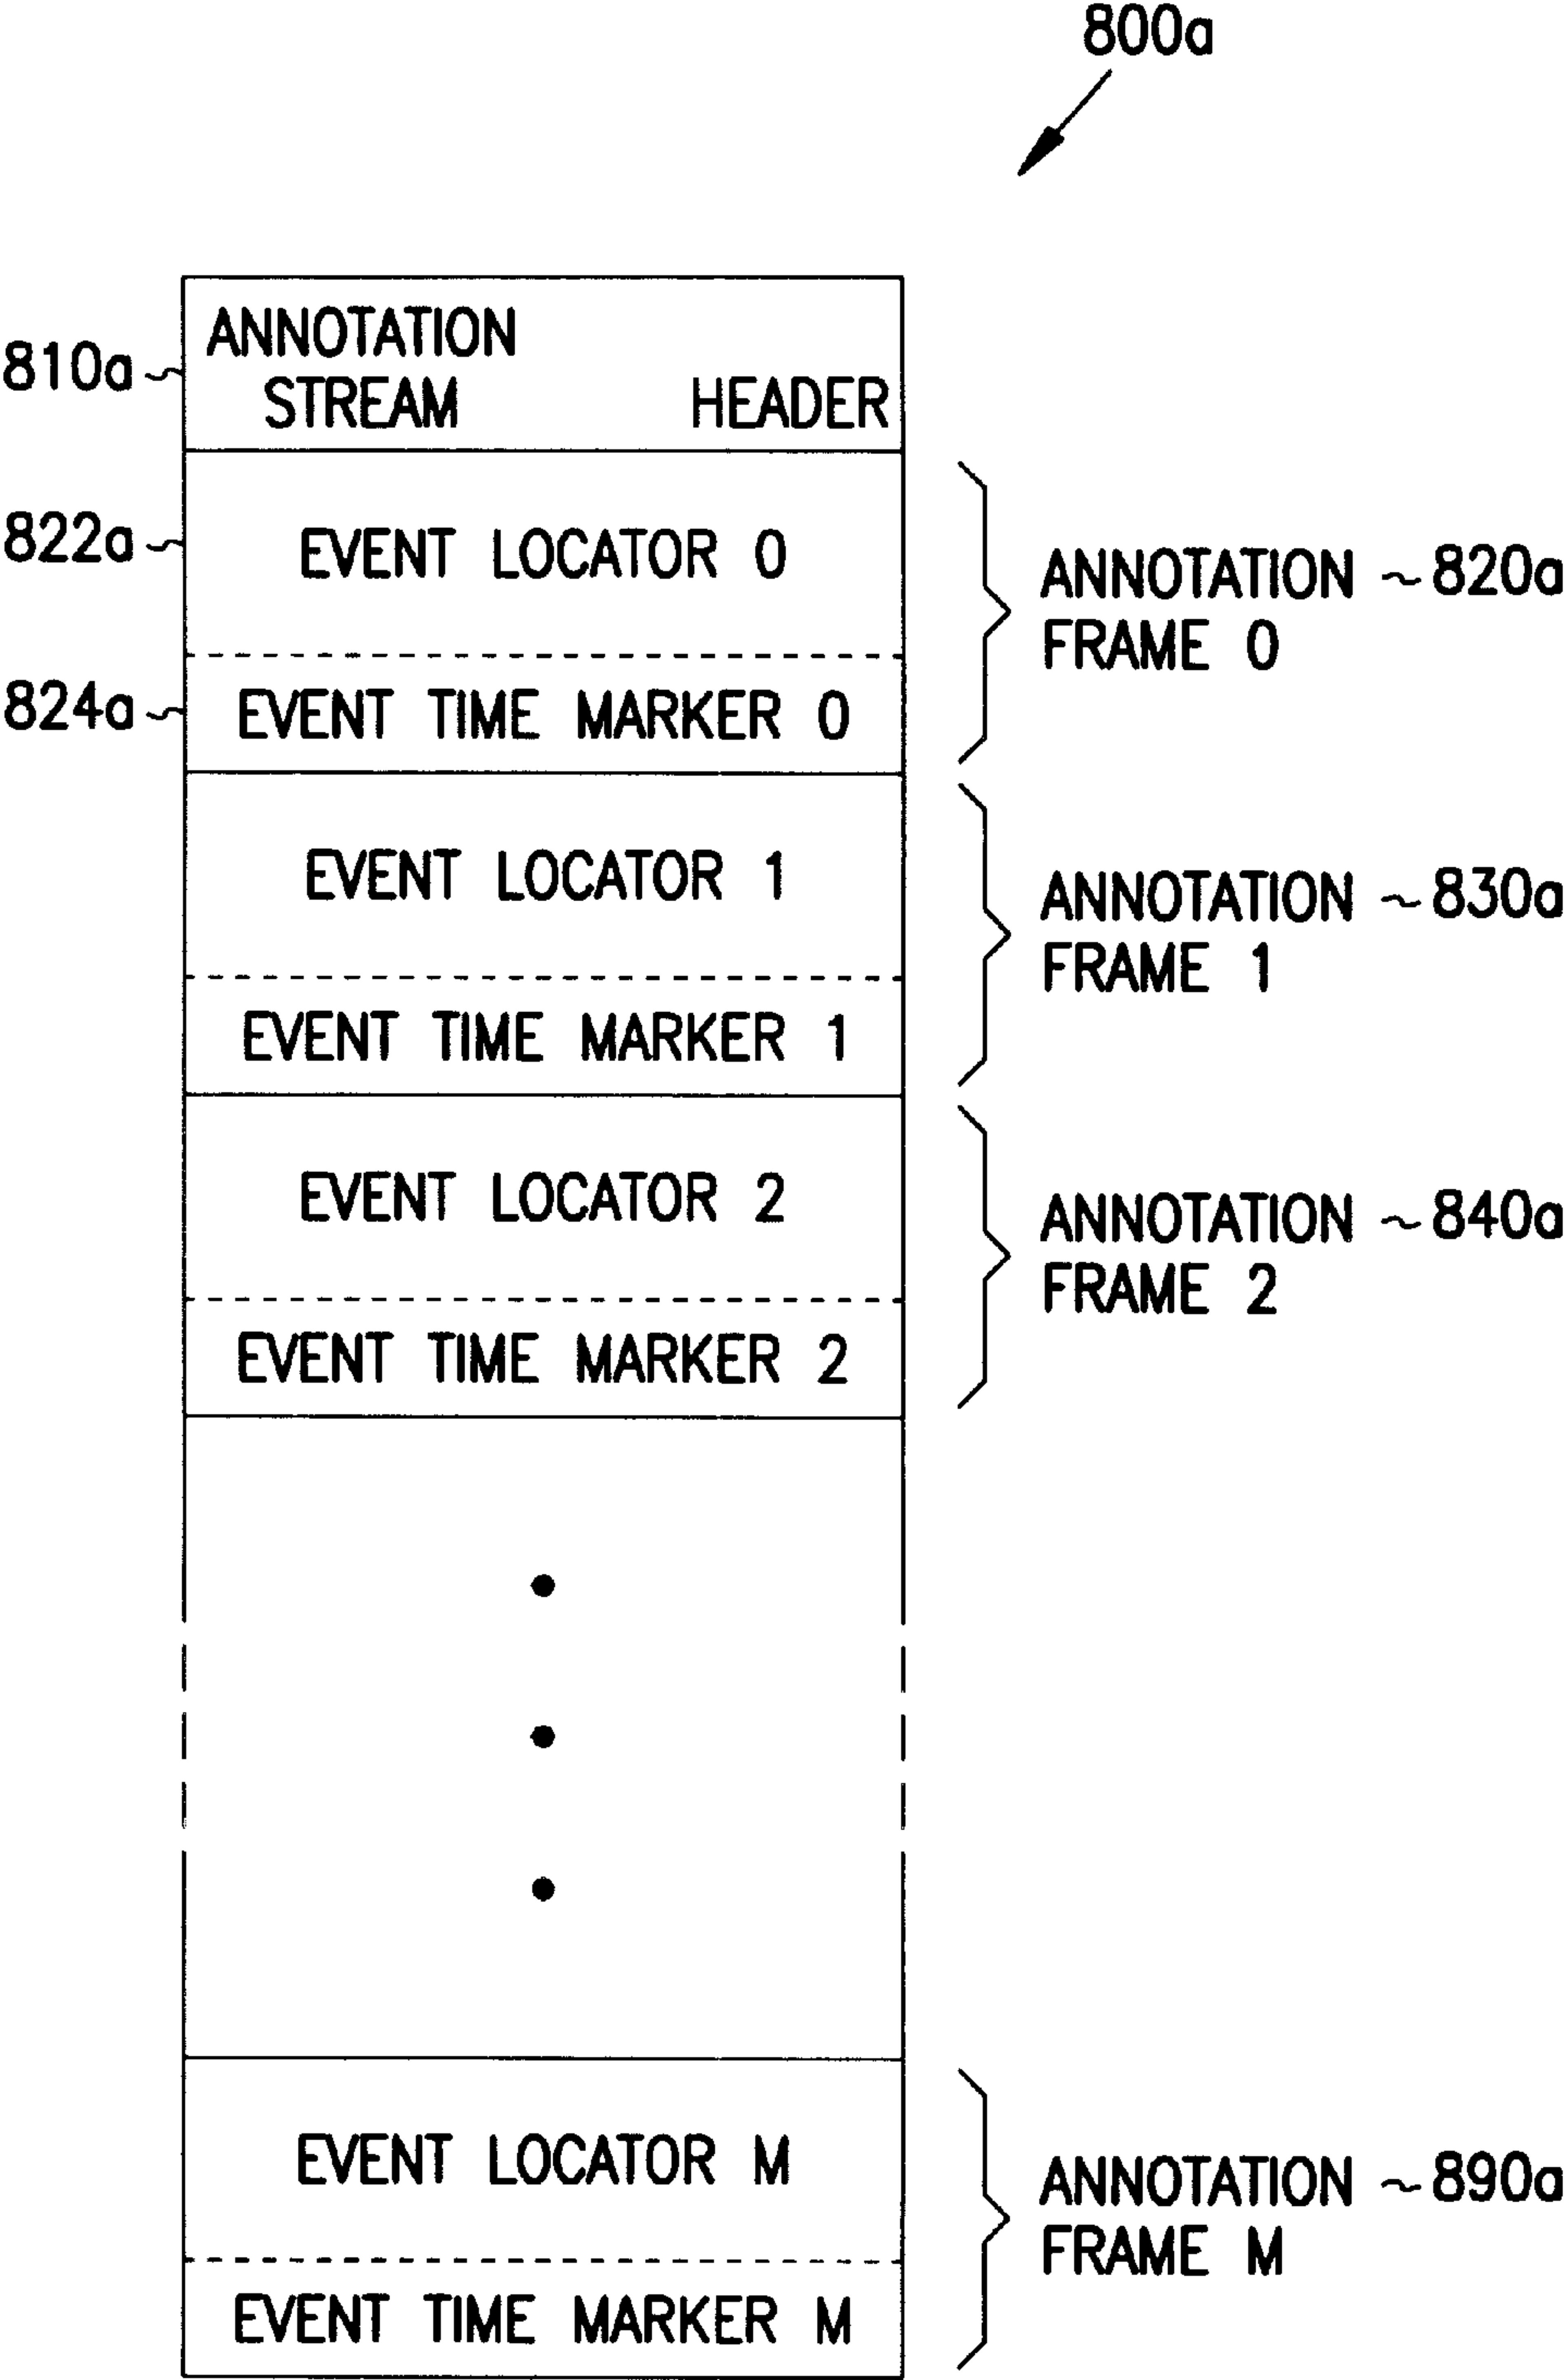 800a
ANNOTATION
810a
STREAM HEADER
822a
EVENT LOCATOR 0
ANNOTATION 820a
FRAME 0
824a
EVENT TIME MARKER 0
EVENT LOCATOR 1
ANNOTATION 830a
FRAME 1
EVENT TIME MARKER 1
EVENT LOCATOR 2
ANNOTATION 840a
FRAME 2
EVENT TIME MARKER 2
EVENT LOCATOR M
ANNOTATION 890a
FRAME M
EVENT TIME MARKER M